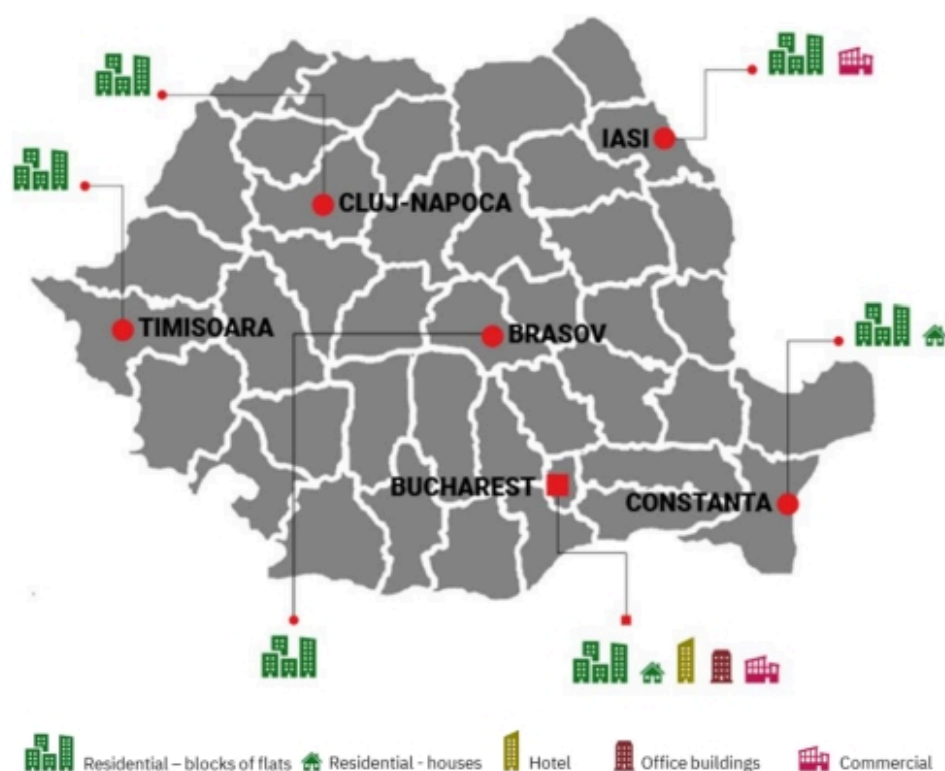 IASI
CLUJ-NAPOCA
TIMISOARA
BRASOV
BUCHAREST
CONSTANTA
Residential – blocks of flats Residential - houses Hotel Office buildings Commercial